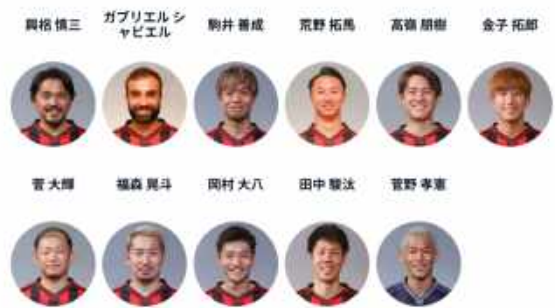 興梠 慎三
ガブリエル シ
ャビエル
駒井 善成
荒野 拓馬
高嶺 朋樹
金子 拓郎
菅 大輝
福森 晃斗
岡村 大八
田中 駿汰
菅野 孝憲